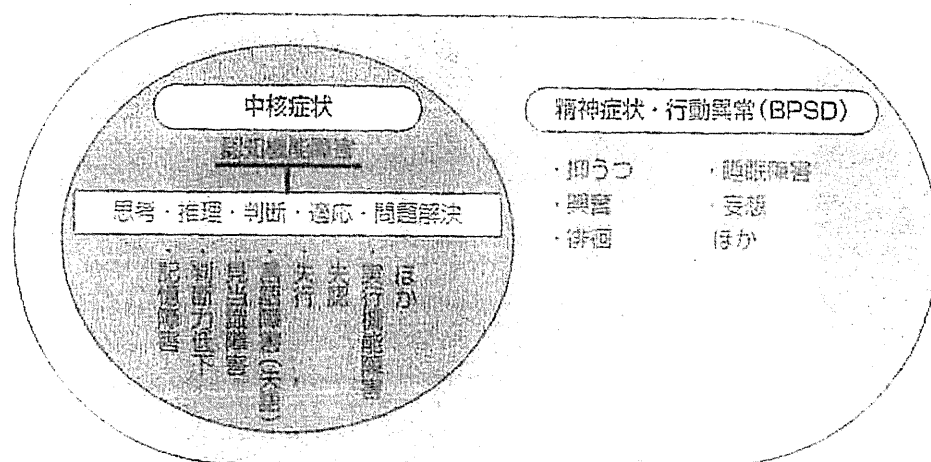 中核症状
認知機能障害
思考・推理・判断・適応・問題解決
・記憶障害
・判断力低下
・見当識障害
・言語障害(失語)
・失行
・失認
・実行機能障害
ほか
精神症状・行動異常(BPSD)
・抑うつ
・興奮
・徘徊
・睡眠障害
・妄想
ほか